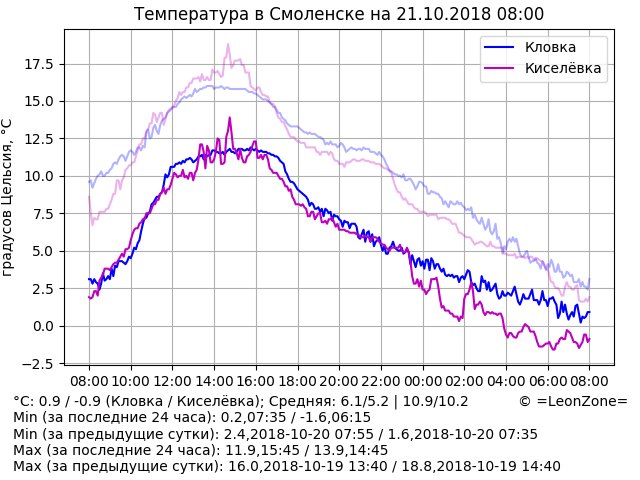 Температура в Смоленске на 21.10.2018 08:00
Кловка
Киселёвка
градусов Цельсия, °C
17.5
15.0
12.5
10.0
7.5
5.0
2.5
0.0
−2.5
08:00 10:00 12:00 14:00 16:00 18:00 20:00 22:00 00:00 02:00 04:00 06:00 08:00
°C: 0.9 / -0.9 (Кловка / Киселёвка); Средняя: 6.1/5.2 | 10.9/10.2 © =LeonZone=
Min (за последние 24 часа): 0.2,07:35 / -1.6,06:15
Min (за предыдущие сутки): 2.4,2018-10-20 07:55 / 1.6,2018-10-20 07:35
Max (за последние 24 часа): 11.9,15:45 / 13.9,14:45
Max (за предыдущие сутки): 16.0,2018-10-19 13:40 / 18.8,2018-10-19 14:40